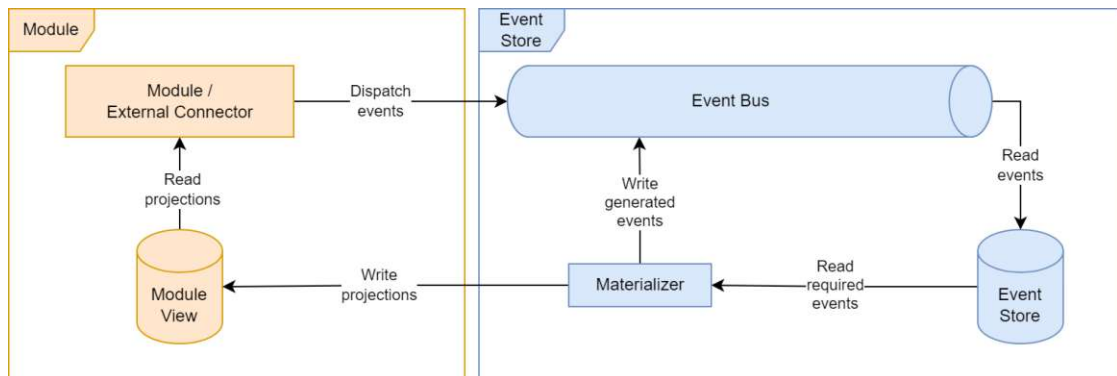 Module
Event
Store
Module /
External Connector
Dispatch
events
Event Bus
Read
projections
Write
generated
events
Read
events
Module
View
Write
projections
Materializer
Read
required
events
Event
Store